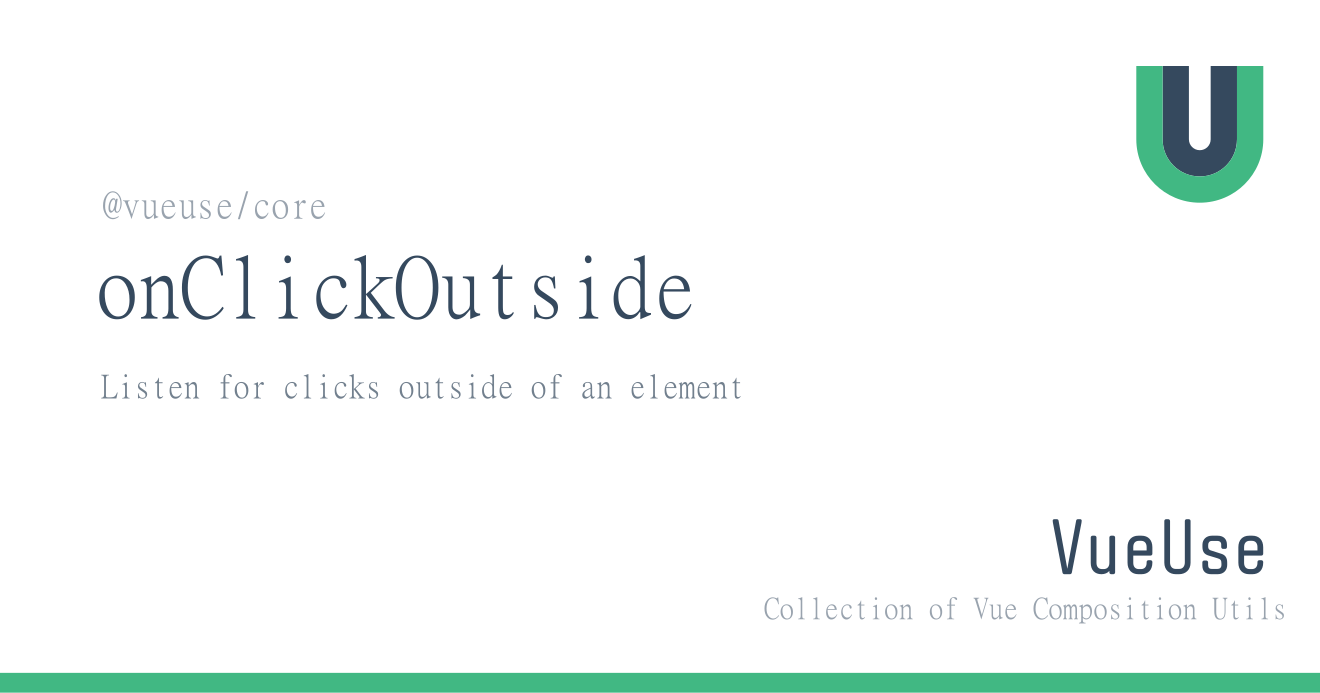 @vueuse/core
onClickOutside
Listen for clicks outside of an element
VueUse
Collection of Vue Composition Utils